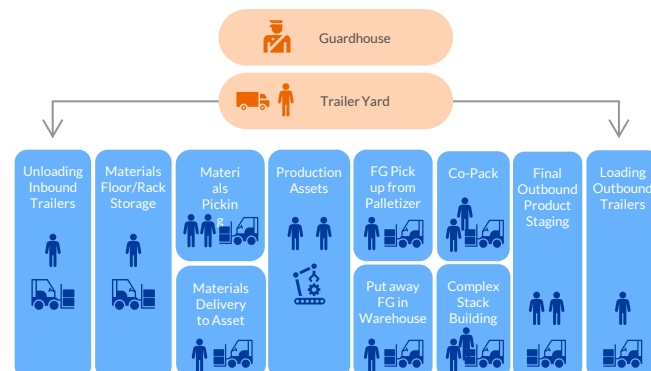 Guardhouse
Trailer Yard
Unloading
Inbound
Trailers
Materials
Floor/Rack
Storage
Materi
als
Pickin
g
Materials
Delivery
to Asset
Production
Assets
FG Pick
up from
Palletizer
Put away
FG in
Warehouse
Co-Pack
Complex
Stack
Building
Final
Outbound
Product
Staging
Loading
Outbound
Trailers